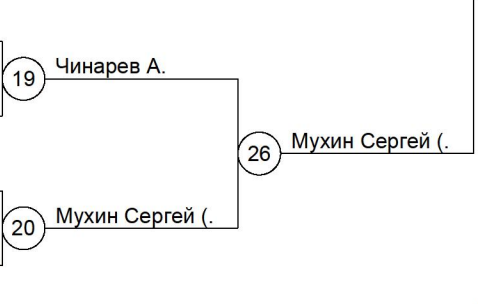 Чинарев А.
19
Мухин Сергей (.
26
Мухин Сергей (.
20